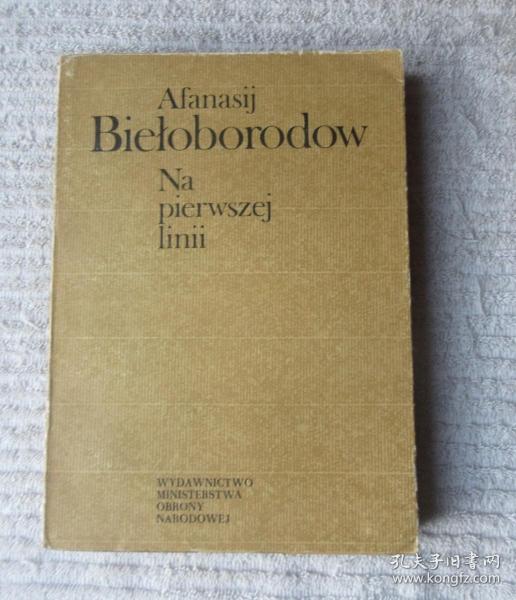 Afanasij
Biełoborodow
Na
pierwszej
linii
WYDAWNICTWO
MINISTERSTWA
OBRONY
NARODOWEJ
孔夫子旧书网
www.kongfz.com